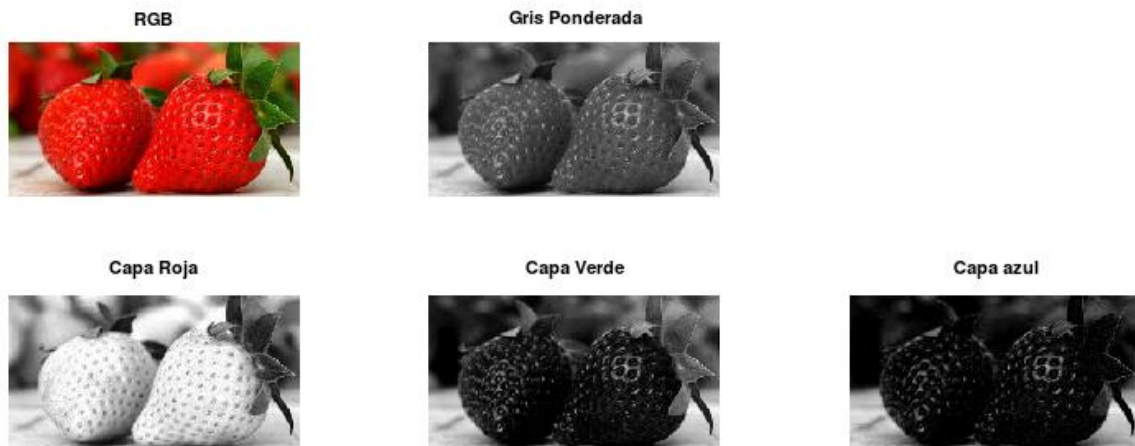 RGB
Gris Ponderada
Capa Roja
Capa Verde
Capa azul